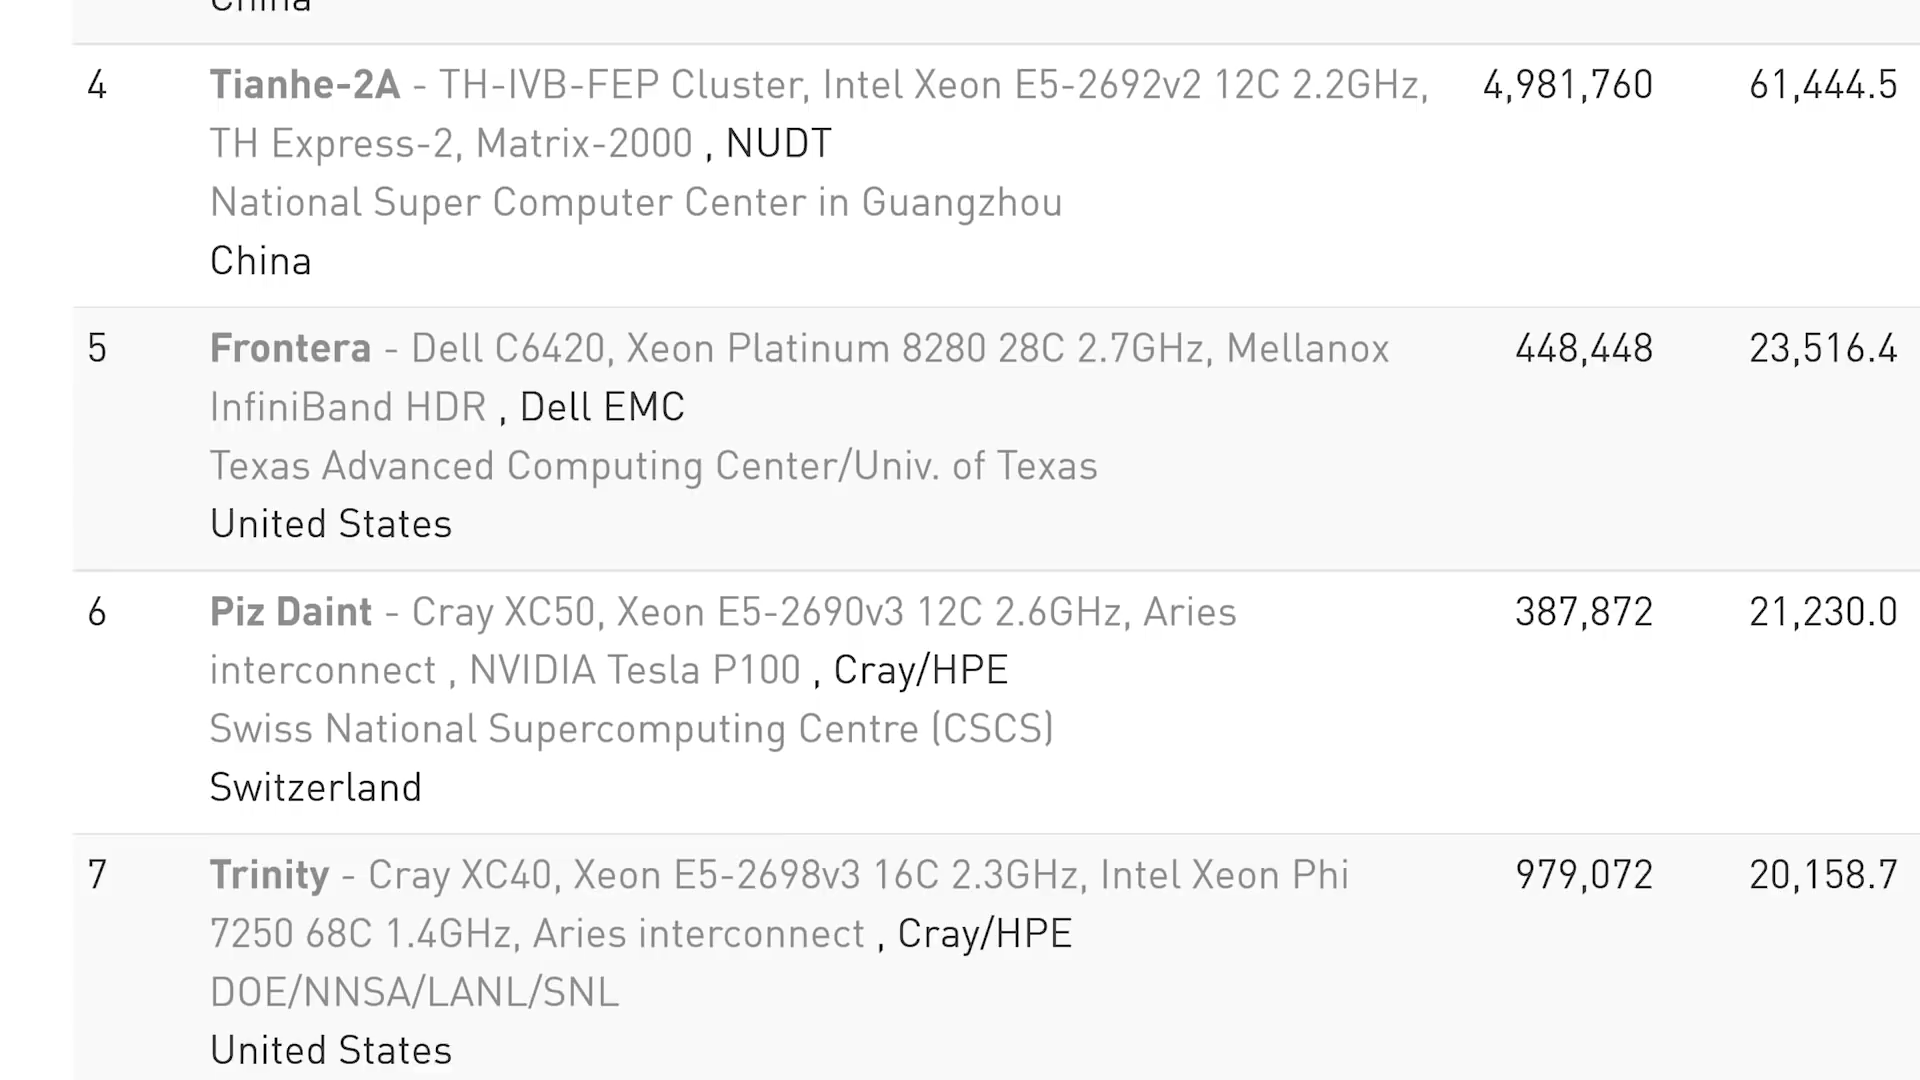 China
4 Tianhe-2A - TH-IVB-FEP Cluster, Intel Xeon E5-2692v2 12C 2.2GHz, 4,981,760 61,444.5
TH Express-2, Matrix-2000 , NUDT
National Super Computer Center in Guangzhou
China
5 Frontera - Dell C6420, Xeon Platinum 8280 28C 2.7GHz, Mellanox 448,448 23,516.4
InfiniBand HDR , Dell EMC
Texas Advanced Computing Center/Univ. of Texas
United States
6 Piz Daint - Cray XC50, Xeon E5-2690v3 12C 2.6GHz, Aries 387,872 21,230.0
interconnect , NVIDIA Tesla P100 , Cray/HPE
Swiss National Supercomputing Centre (CSCS)
Switzerland
7 Trinity - Cray XC40, Xeon E5-2698v3 16C 2.3GHz, Intel Xeon Phi 979,072 20,158.7
7250 68C 1.4GHz, Aries interconnect , Cray/HPE
DOE/NNSA/LANL/SNL
United States